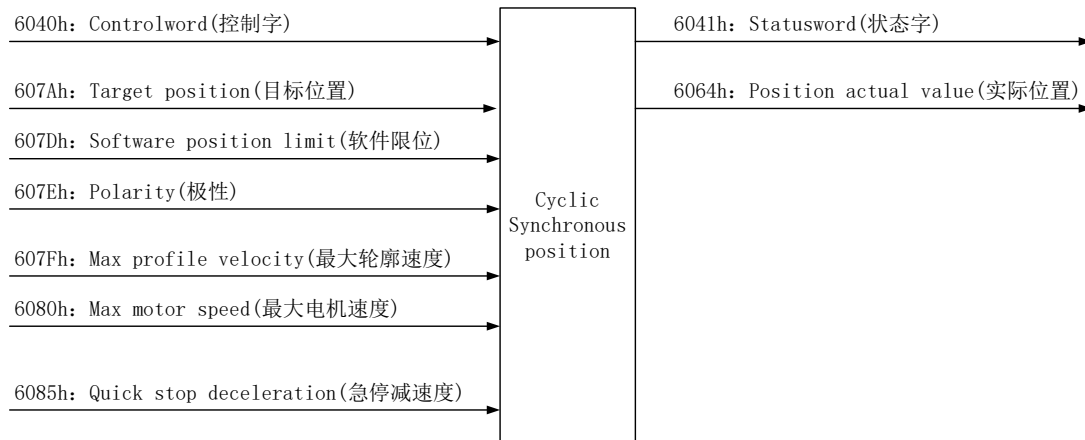 6040h: Controlword(控制字)
607Ah: Target position(目标位置)
607Dh: Software position limit(软件限位)
607Eh: Polarity(极性)
607Fh: Max profile velocity(最大轮廓速度)
6080h: Max motor speed(最大电机速度)
6085h: Quick stop deceleration(急停减速度)
Cyclic
Synchronous
position
6041h: Statusword(状态字)
6064h: Position actual value(实际位置)